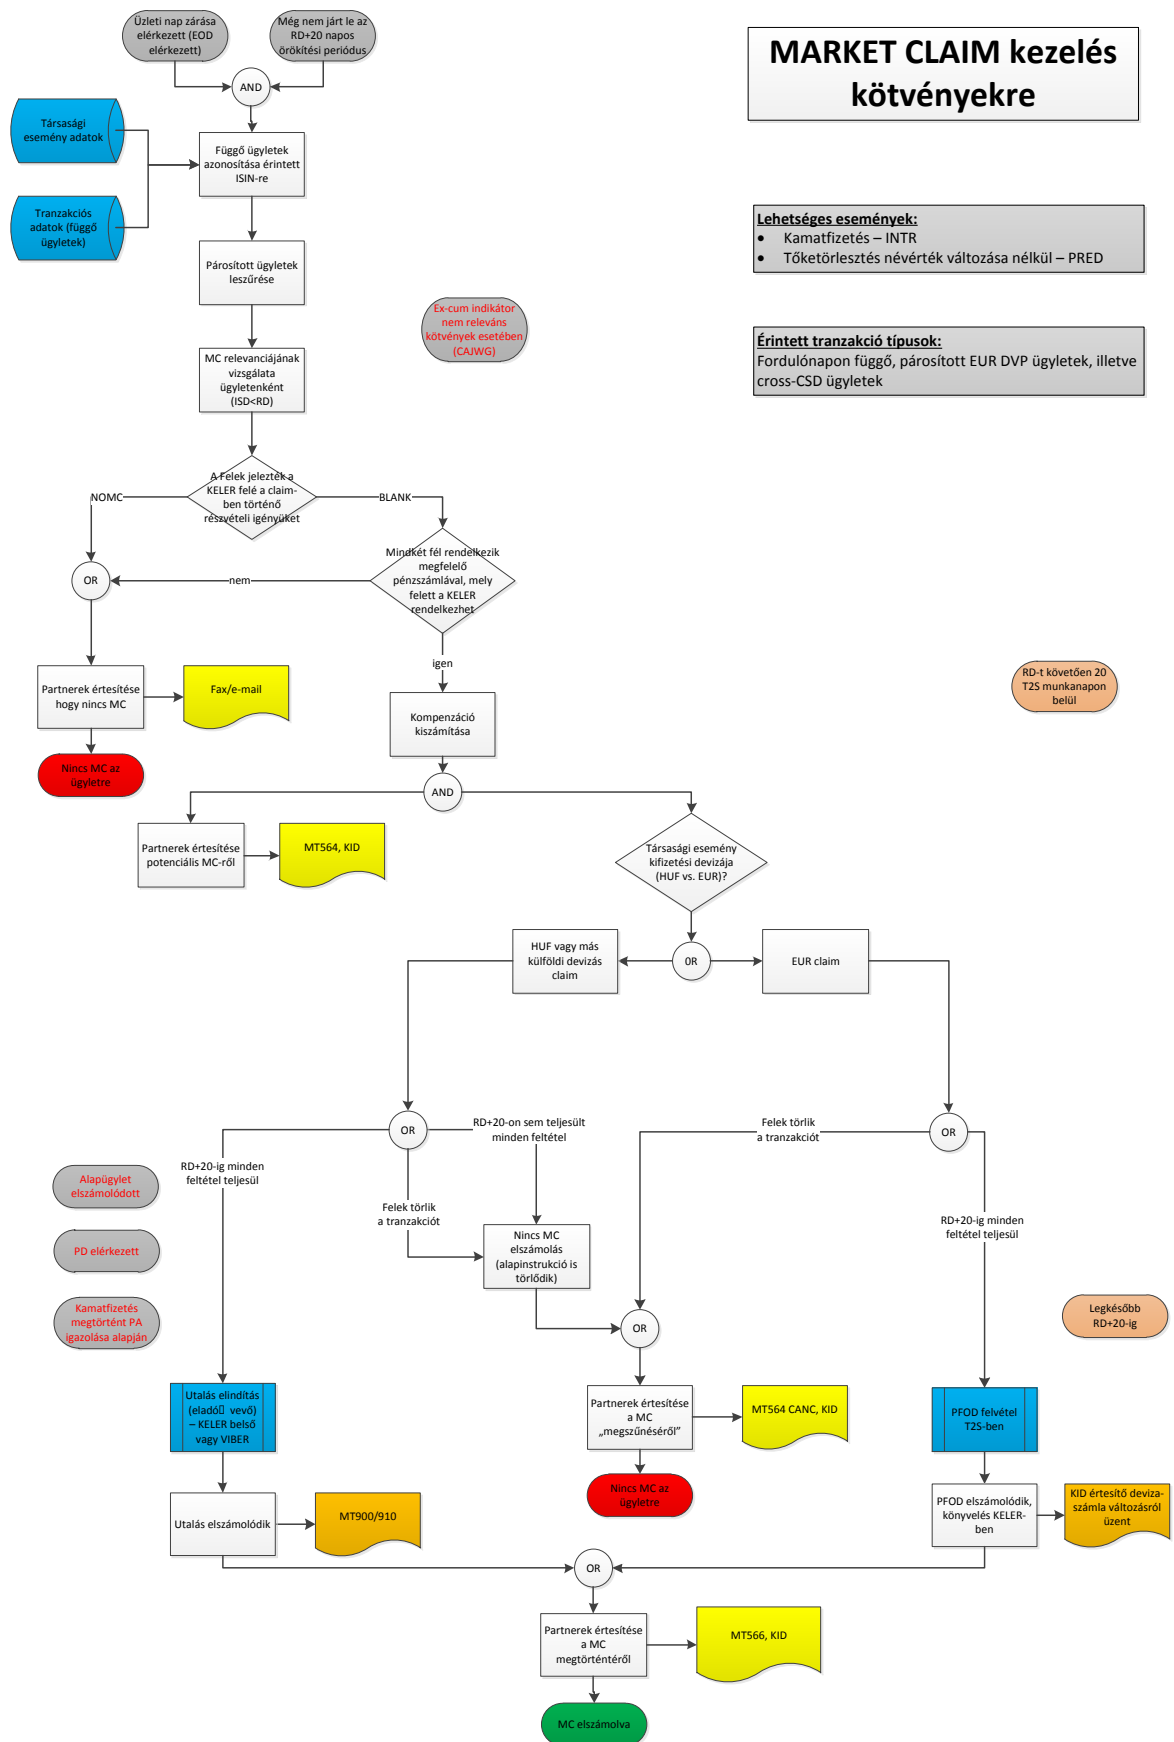 Üzleti nap zárása
elérkezett (EOD
elérkezett)
Még nem járt le az
RD+20 napos
örökítési periódus
MARKET CLAIM kezelés
kötvényekre
AND
Társasági
esemény adatok
Függő ügyletek
azonosítása érintett
ISIN-re
Tranzakciós
adatok (függő
ügyletek)
Lehetséges események:
• Kamatfizetés – INTR
• Tőketörlesztés névérték változása nélkül – PRED
Párosított ügyletek
leszűrése
Ex-cum indikátor
nem releváns
kötvények esetében
(CAJWG)
Érintett tranzakció típusok:
Fordulónapon függő, párosított EUR DVP ügyletek, illetve
cross-CSD ügyletek
MC relevanciájának
vizsgálata
ügyletenként
(ISD<RD)
A Felek jelezték a
KELER felé a claim-
ben történő
részvételi igényüket
NOMC
BLANK
Mindkét fél rendelkezik
megfelelő
pénzszámlával, mely
felett a KELER
rendelkezhet
OR
nem
igen
Partnerek értesítése
hogy nincs MC
Fax/e-mail
RD-t követően 20
T2S munkanapon
belül
Kompenzáció
kiszámítása
Nincs MC az
ügyletre
AND
Partnerek értesítése
potenciális MC-ről
MT564, KID
Társasági esemény
kifizetési devizája
(HUF vs. EUR)?
HUF vagy más
külföldi devizás
claim
OR
EUR claim
OR
RD+20-on sem teljesült
minden feltétel
Felek törlik
a tranzakciót
OR
RD+20-ig minden
feltétel teljesül
Alapügylet
elszámolódott
Felek törlik
a tranzakciót
RD+20-ig minden
feltétel teljesül
PD elérkezett
Nincs MC
elszámolás
(alapinstrukció is
törlődik)
Kamatfizetés
megtörtént PA
igazolása alapján
OR
Legkésőbb
RD+20-ig
Utalás elindítás
(eladó▯ vevő)
– KELER belső
vagy VIBER
Partnerek értesítése
a MC
„megszűnéséről”
MT564 CANC, KID
PFOD felvétel
T2S-ben
Nincs MC az
ügyletre
Utalás elszámolódik
MT900/910
PFOD elszámolódik,
könyvelés KELER-
ben
KID értesítő deviza-
számla változásról
üzent
OR
Partnerek értesítése
a MC
megtörténtéről
MT566, KID
MC elszámolva